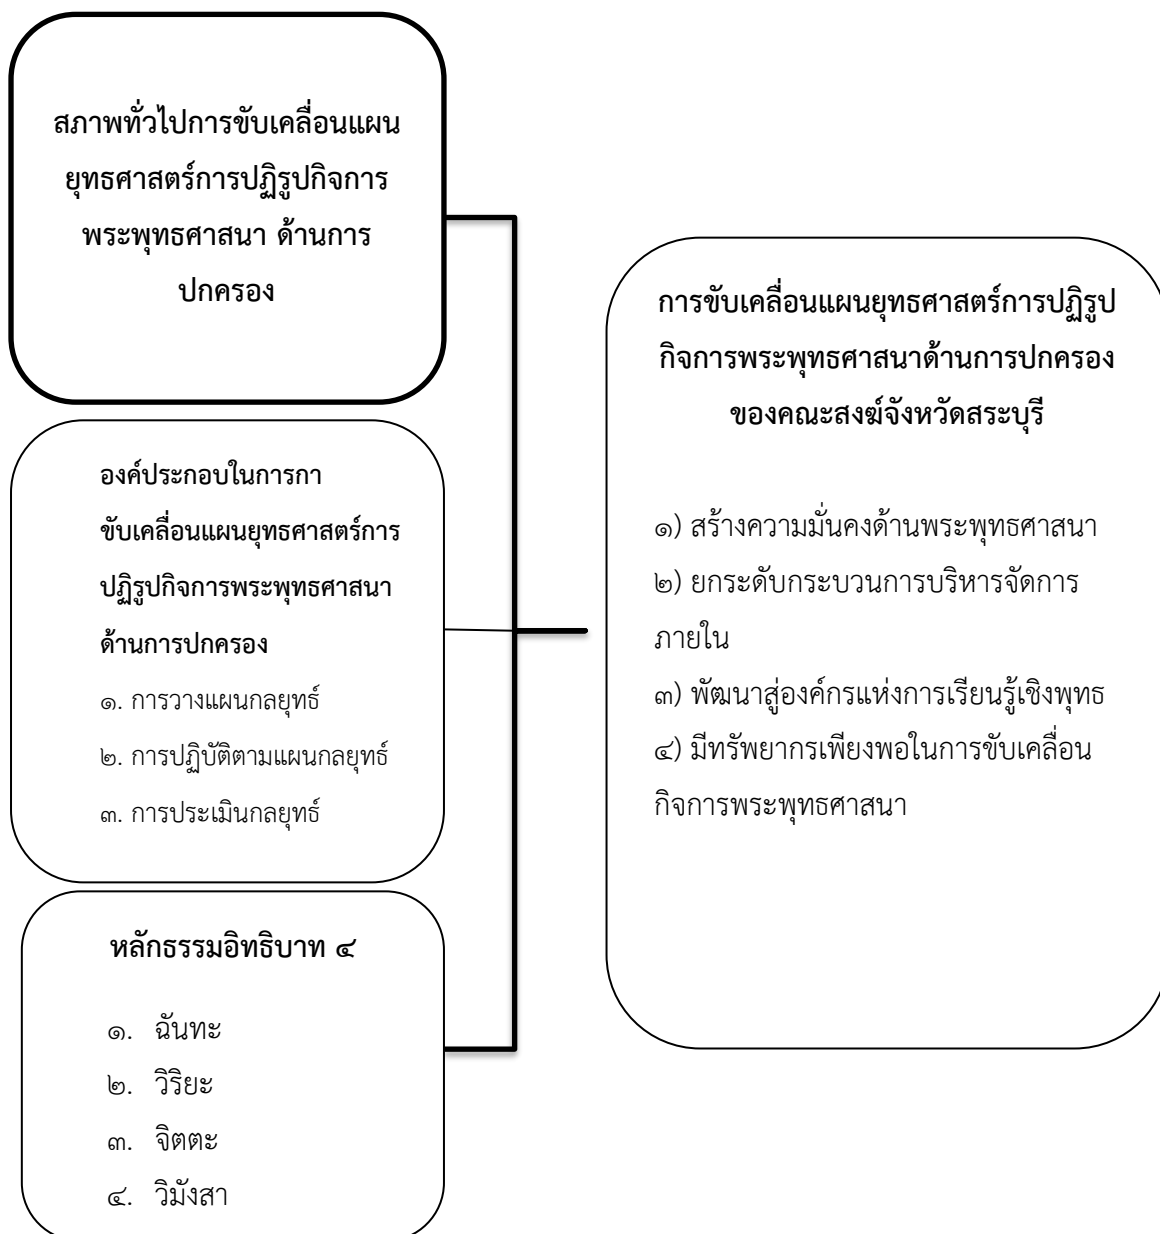 สภาพทั่วไปการขับเคลื่อนแผน
ยุทธศาสตร์การปฏิรูปกิจการ
พระพุทธศาสนา ด้านการ
ปกครอง
องค์ประกอบในการกา
ขับเคลื่อนแผนยุทธศาสตร์การ
ปฏิรูปกิจการพระพุทธศาสนา
ด้านการปกครอง
๑. การวางแผนกลยุทธ์
๒. การปฏิบัติตามแผนกลยุทธ์
๓. การประเมินกลยุทธ์
หลักธรรมอิทธิบาท ๔
๑. ฉันทะ
๒. วิริยะ
๓. จิตตะ
๔. วิมังสา
การขับเคลื่อนแผนยุทธศาสตร์การปฏิรูป
กิจการพระพุทธศาสนาด้านการปกครอง
ของคณะสงฆ์จังหวัดสระบุรี
๑) สร้างความมั่นคงด้านพระพุทธศาสนา
๒) ยกระดับกระบวนการบริหารจัดการ
ภายใน
๓) พัฒนาสู่องค์กรแห่งการเรียนรู้เชิงพุทธ
๔) มีทรัพยากรเพียงพอในการขับเคลื่อน
กิจการพระพุทธศาสนา